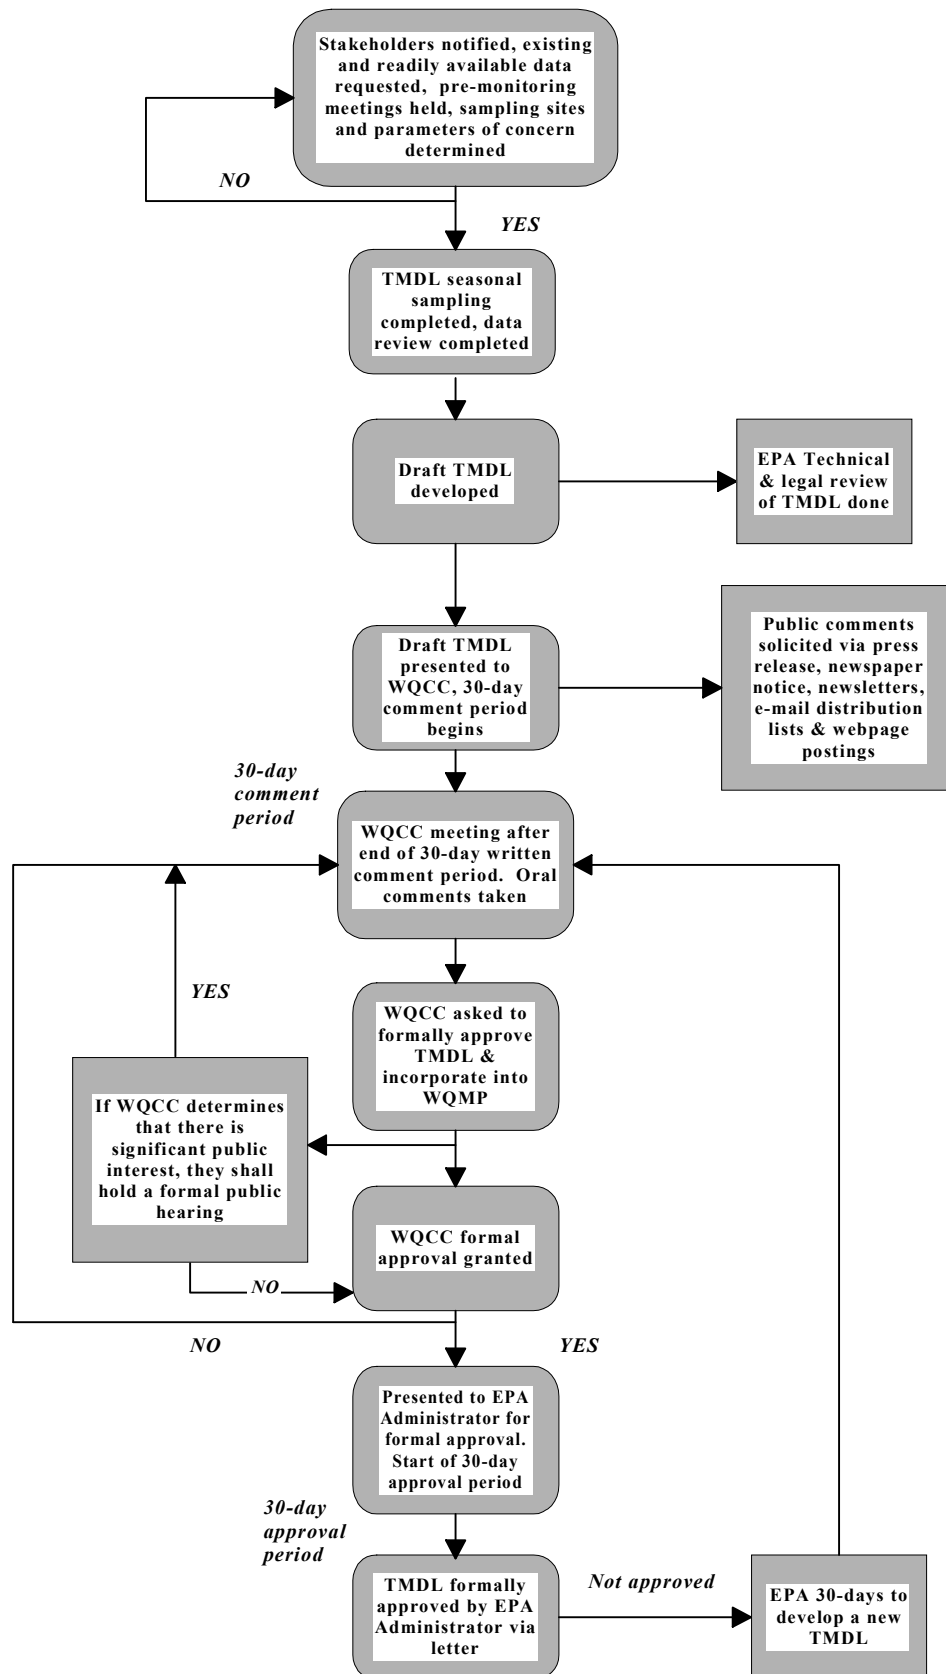 Stakeholders notified, existing
and readily available data
requested, pre-monitoring
meetings held, sampling sites
and parameters of concern
determined
NO
YES
TMDL seasonal
sampling
completed, data
review completed
Draft TMDL
developed
EPA Technical
& legal review
of TMDL done
Draft TMDL
presented to
WQCC, 30-day
comment period
begins
Public comments
solicited via press
release, newspaper
notice, newsletters,
e-mail distribution
lists & webpage
postings
30-day
comment
period
WQCC meeting after
end of 30-day written
comment period. Oral
comments taken
YES
WQCC asked to
formally approve
TMDL &
incorporate into
WQMP
If WQCC determines
that there is
significant public
interest, they shall
hold a formal public
hearing
WQCC formal
approval granted
NO
NO
YES
Presented to EPA
Administrator for
formal approval.
Start of 30-day
approval period
30-day
approval
period
TMDL formally
approved by EPA
Administrator via
letter
Not approved
EPA 30-days to
develop a new
TMDL